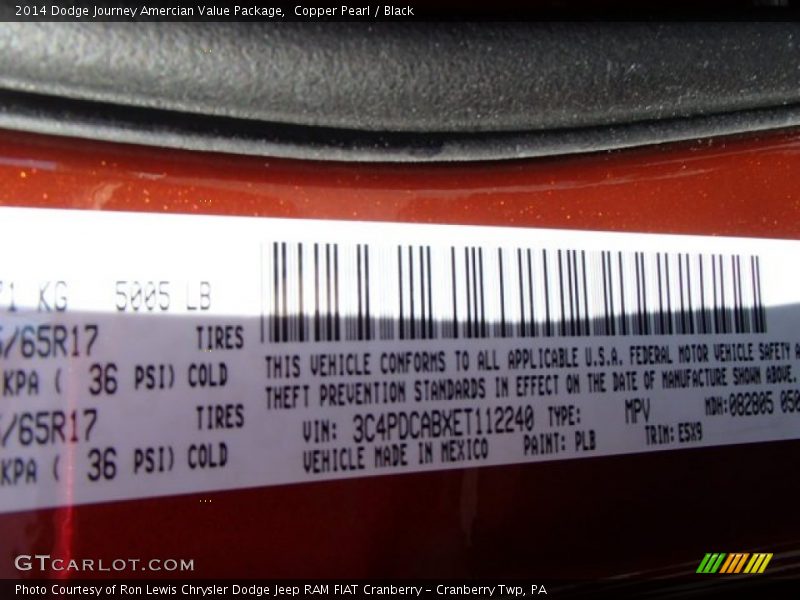 2014 Dodge Journey Amercian Value Package,  Copper Pearl / Black
71 KG 5005 LB
/65R17 TIRES
KPA ( 36 PSI) COLD
/65R17 TIRES
KPA ( 36 PSI) COLD
THIS VEHICLE CONFORMS TO ALL APPLICABLE U.S.A. FEDERAL MOTOR VEHICLE SAFETY A
THEFT PREVENTION STANDARDS IN EFFECT ON THE DATE OF MANUFACTURE SHOWN ABOVE.
VIN: 3C4PDCABXET112240 TYPE: MPV MDH:082805 050
VEHICLE MADE IN MEXICO PAINT: PLB TRIM: E5X9
GTCARLOT.COM
Photo Courtesy of Ron Lewis Chrysler Dodge Jeep RAM FIAT Cranberry – Cranberry Twp, PA